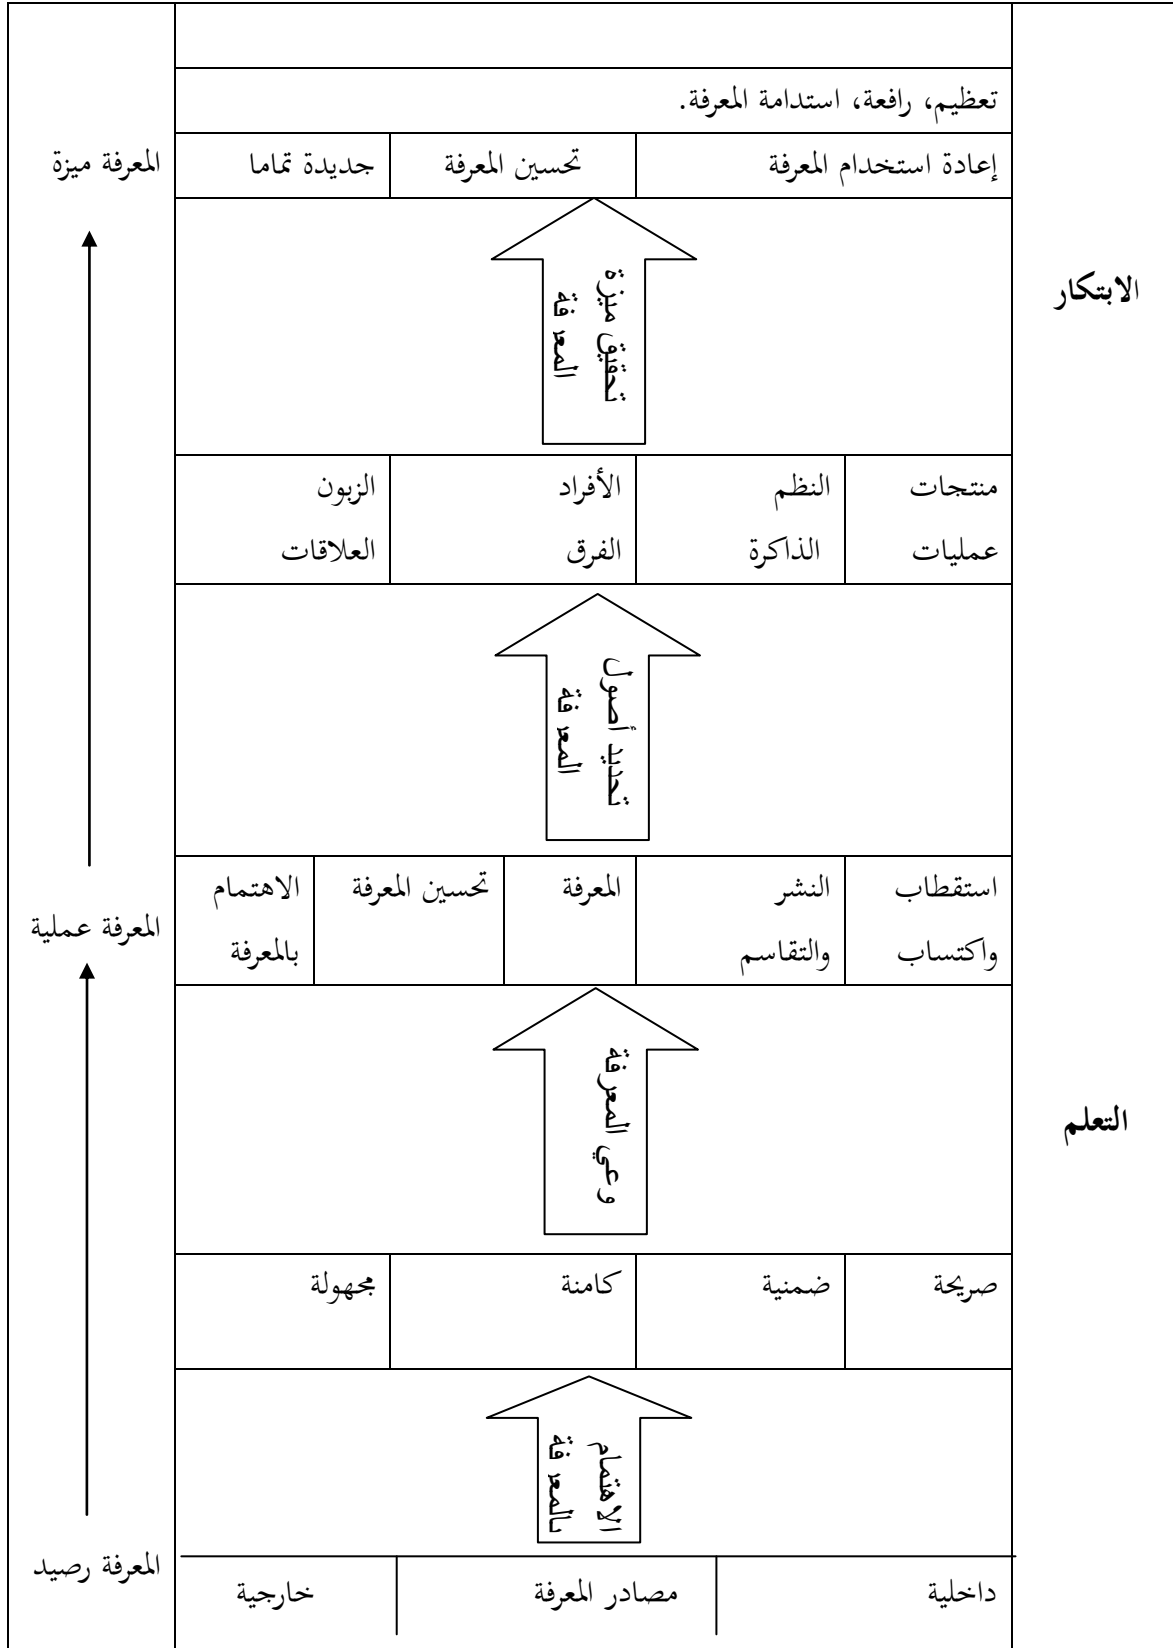 تعظيم، رافعة، استدامة المعرفة.
إعادة استخدام المعرفة
تحسين المعرفة
جديدة تماما
المعرفة ميزة
الابتكار
تحقيق ميزة
المعرفة
منتجات
عمليات
النظم
الذاكرة
الأفراد
الفرق
الزبون
العلاقات
تحديد أصول
المعرفة
استقطاب
واكتساب
النشر
والتقاسم
المعرفة
تحسين المعرفة
الاهتمام
بالمعرفة
المعرفة عملية
وعي المعرفة
التعلم
صريحة
ضمنية
كامنة
مجهولة
الاهتمام
بالمعرفة
المعرفة رصيد
داخلية
مصادر المعرفة
خارجية